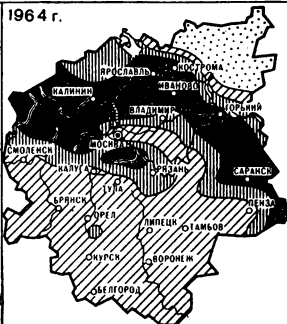 1964 г.
ЯРОСЛАВЛЬ
КОСТРОМА
ИВАНОВО
КАЛИНИН
ГОРЬКИЙ
ВЛАДИМИР
МОСКВА
СМОЛЕНСК
КАЛУГА
РЯЗАНЬ
САРАНСК
ТУЛА
БРЯНСК
ПЕНЗА
ОРЕЛ
ЛИПЕЦК
ТАМБОВ
КУРСК
ВОРОНЕЖ
БЕЛГОРОД